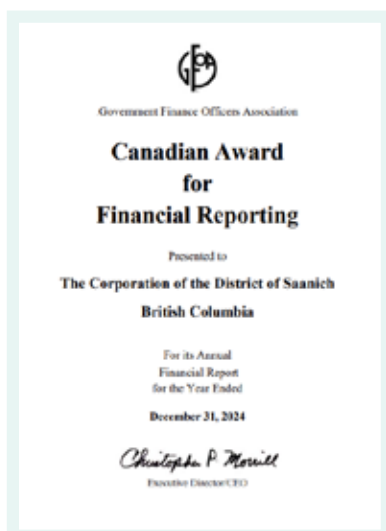 GFOA
Government Finance Officers Association
Canadian Award
for
Financial Reporting
Presented to
The Corporation of the District of Saanich
British Columbia
For its Annual
Financial Report
for the Year Ended
December 31, 2024
Christopher P. Morrill
Executive Director/CEO